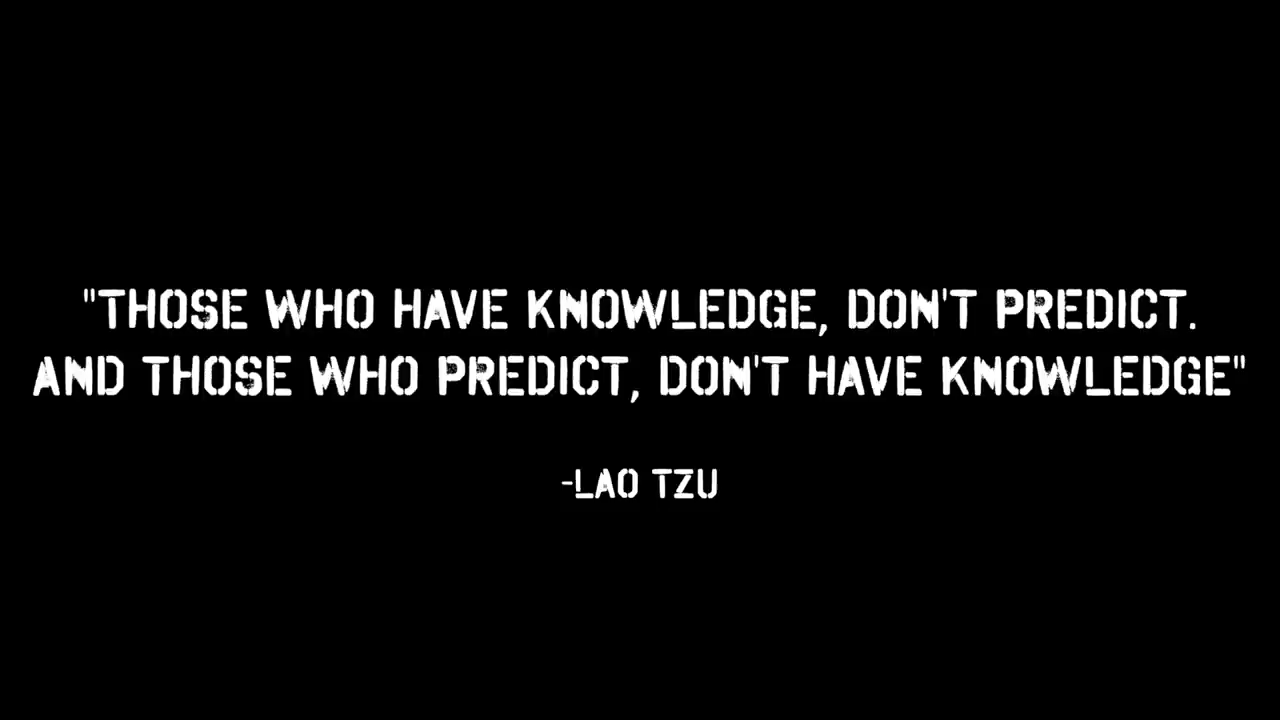 "THOSE WHO HAVE KNOWLEDGE, DON'T PREDICT.
AND THOSE WHO PREDICT, DON'T HAVE KNOWLEDGE"
-LAO TZU